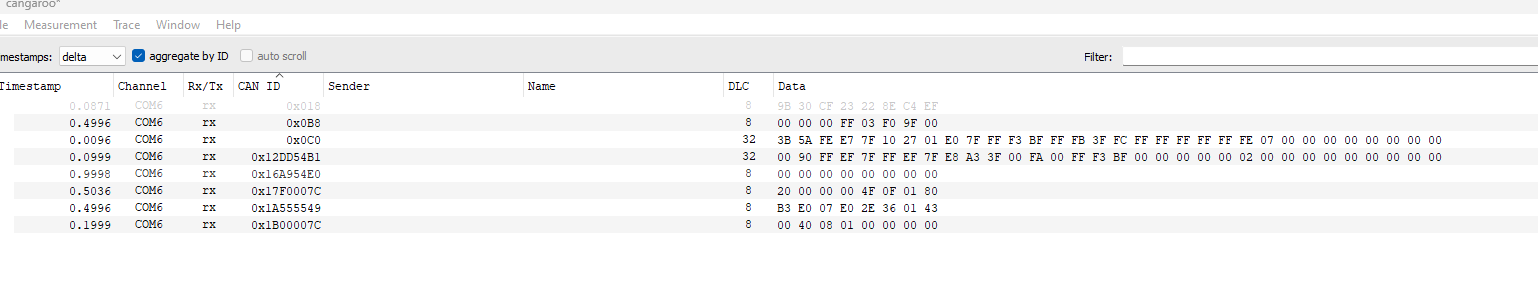 cangaroo*
le Measurement Trace Window Help
mestamps: delta aggregate by ID auto scroll Filter:
Timestamp Channel Rx/Tx CAN ID Sender Name DLC Data
0.0871 COM6 rx 0x018 8 9B 30 CF 23 22 8E C4 EF
0.4996 COM6 rx 0x0B8 8 00 00 00 FF 03 F0 9F 00
0.0096 COM6 rx 0x0C0 32 3B 5A FE E7 7F 10 27 01 E0 7F FF F3 BF FF FB 3F FC FF FF FF FF FF FE 07 00 00 00 00 00 00 00 00
0.0999 COM6 rx 0x12DD54B1 32 00 90 FF EF 7F FF EF 7F E8 A3 3F 00 FA 00 FF F3 BF 00 00 00 00 00 02 00 00 00 00 00 00 00 00 00
0.9998 COM6 rx 0x16A954E0 8 00 00 00 00 00 00 00 00
0.5036 COM6 rx 0x17F0007C 8 20 00 00 00 4F 0F 01 80
0.4996 COM6 rx 0x1A555549 8 B3 E0 07 E0 2E 36 01 43
0.1999 COM6 rx 0x1B00007C 8 00 40 08 01 00 00 00 00